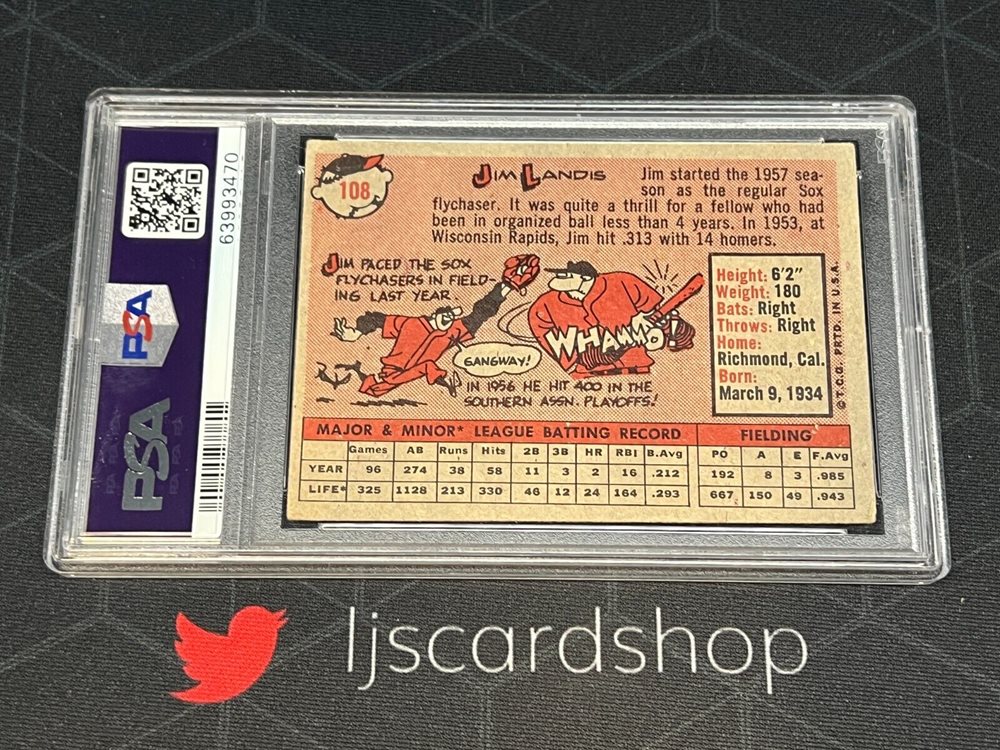 63993470
PSA
PSA
108
JIM LANDIS
Jim started the 1957 sea-
son as the regular Sox
flychaser. It was quite a thrill for a fellow who had
been in organized ball less than 4 years. In 1953, at
Wisconsin Rapids, Jim hit .313 with 14 homers.
JIM PACED THE SOX
FLYCHASERS IN FIELD-
ING LAST YEAR.
GANGWAY!
WHAMMO!
IN 1956 HE HIT 400 IN THE
SOUTHERN ASSN. PLAYOFFS!
Height: 6'2"
Weight: 180
Bats: Right
Throws: Right
Home:
Richmond, Cal.
Born:
March 9, 1934
© T.C.G. PRTD. IN U.S.A.
MAJOR & MINOR* LEAGUE BATTING RECORD FIELDING
Games AB Runs Hits 2B 3B HR RBI B.Avg PO A E F.Avg
YEAR 96 274 38 58 11 3 2 16 .212 192 8 3 .985
LIFE* 325 1128 213 330 46 12 24 164 .293 667 150 49 .943
ljscardshop